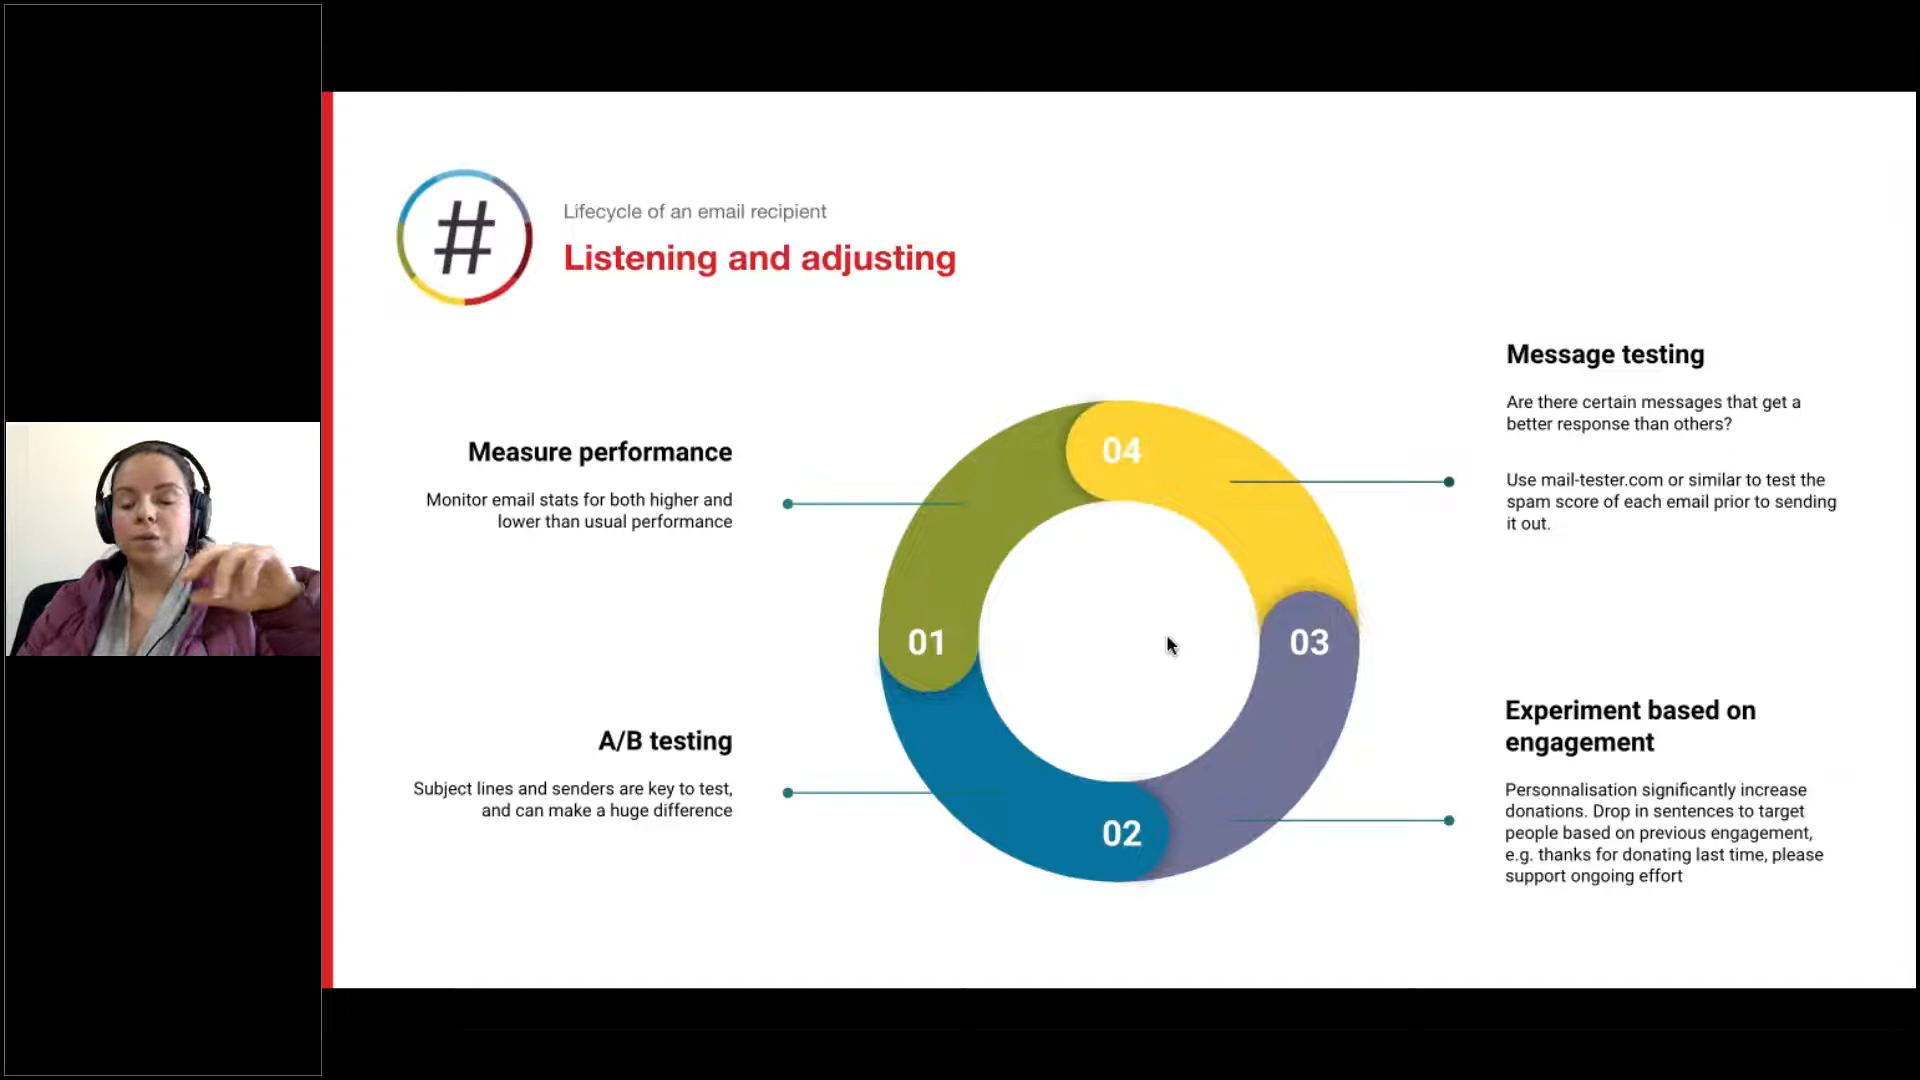 #
Lifecycle of an email recipient
Listening and adjusting
Measure performance
Monitor email stats for both higher and
lower than usual performance
A/B testing
Subject lines and senders are key to test,
and can make a huge difference
04
01
03
02
Message testing
Are there certain messages that get a
better response than others?
Use mail-tester.com or similar to test the
spam score of each email prior to sending
it out.
Experiment based on
engagement
Personnalisation significantly increase
donations. Drop in sentences to target
people based on previous engagement,
e.g. thanks for donating last time, please
support ongoing effort